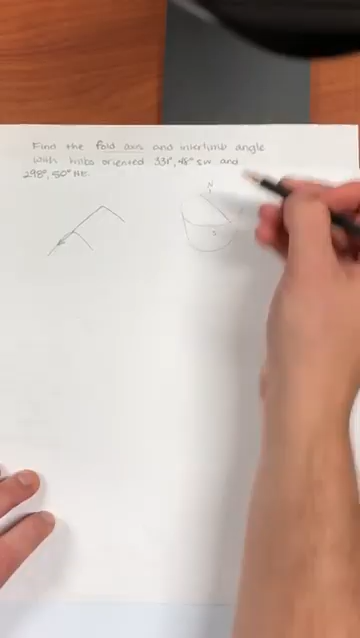 Find the fold axis and interlimb angle
with limbs oriented 331°, 48° SW and
298°, 50° NE.
N